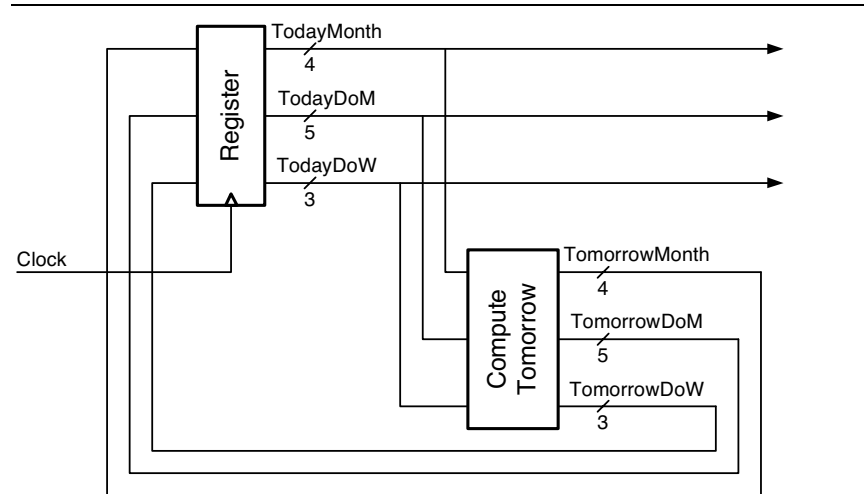 TodayMonth
4
TodayDoM
5
TodayDoW
3
Register
Clock
TomorrowMonth
4
TomorrowDoM
5
TomorrowDoW
3
Compute
Tomorrow